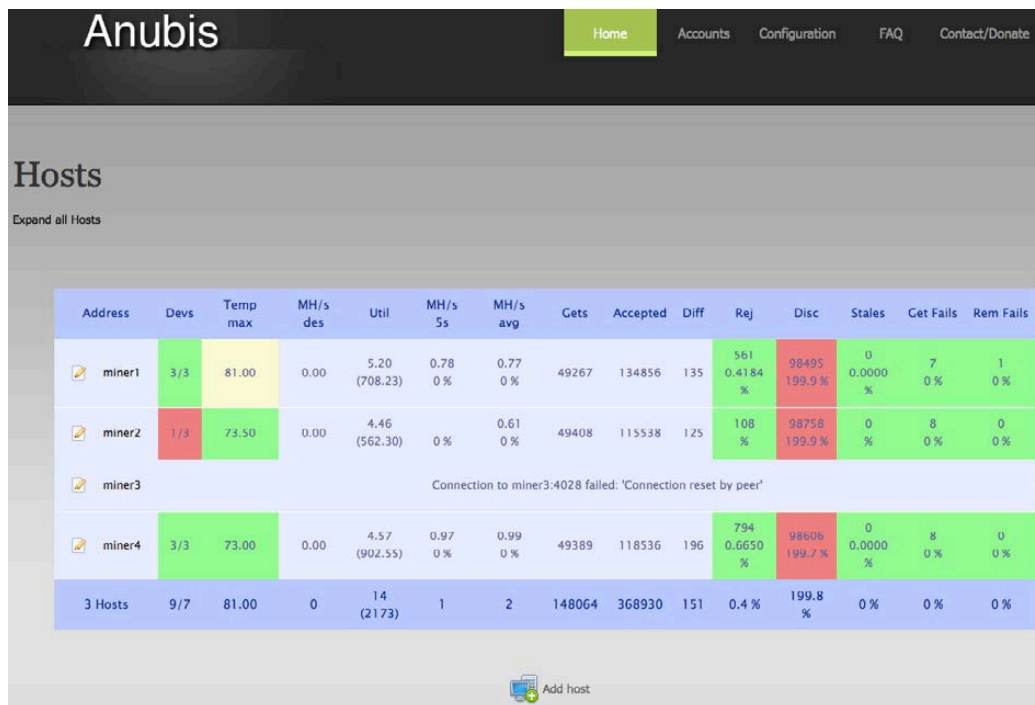 Anubis
Home Accounts Configuration FAQ Contact/Donate
Hosts
Expand all Hosts
Address Devs Temp max MH/s des Util MH/s 5s MH/s avg Gets Accepted Diff Rej Disc Stales Get Fails Rem Fails
miner1 3/3 81.00 0.00 5.20 (708.23) 0.78 0 % 0.77 0 % 49267 134856 135 561 0.4184 % 98495 199.9 % 0 0.0000 % 7 0 % 1 0 %
miner2 1/3 73.50 0.00 4.46 (562.30) 0 % 0.61 0 % 49408 115538 125 108 % 98758 199.9 % 0 % 8 0 % 0 0 %
miner3 Connection to miner3:4028 failed: 'Connection reset by peer'
miner4 3/3 73.00 0.00 4.57 (902.55) 0.97 0 % 0.99 0 % 49389 118536 196 794 0.6650 % 98606 199.7 % 0 0.0000 % 8 0 % 0 0 %
3 Hosts 9/7 81.00 0 14 (2173) 1 2 148064 368930 151 0.4 % 199.8 % 0 % 0 % 0 %
Add host